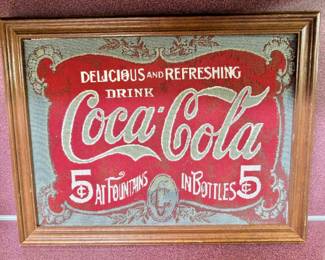 DELICIOUS AND REFRESHING
DRINK
Coca-Cola
5¢ AT FOUNTAINS IN BOTTLES 5¢